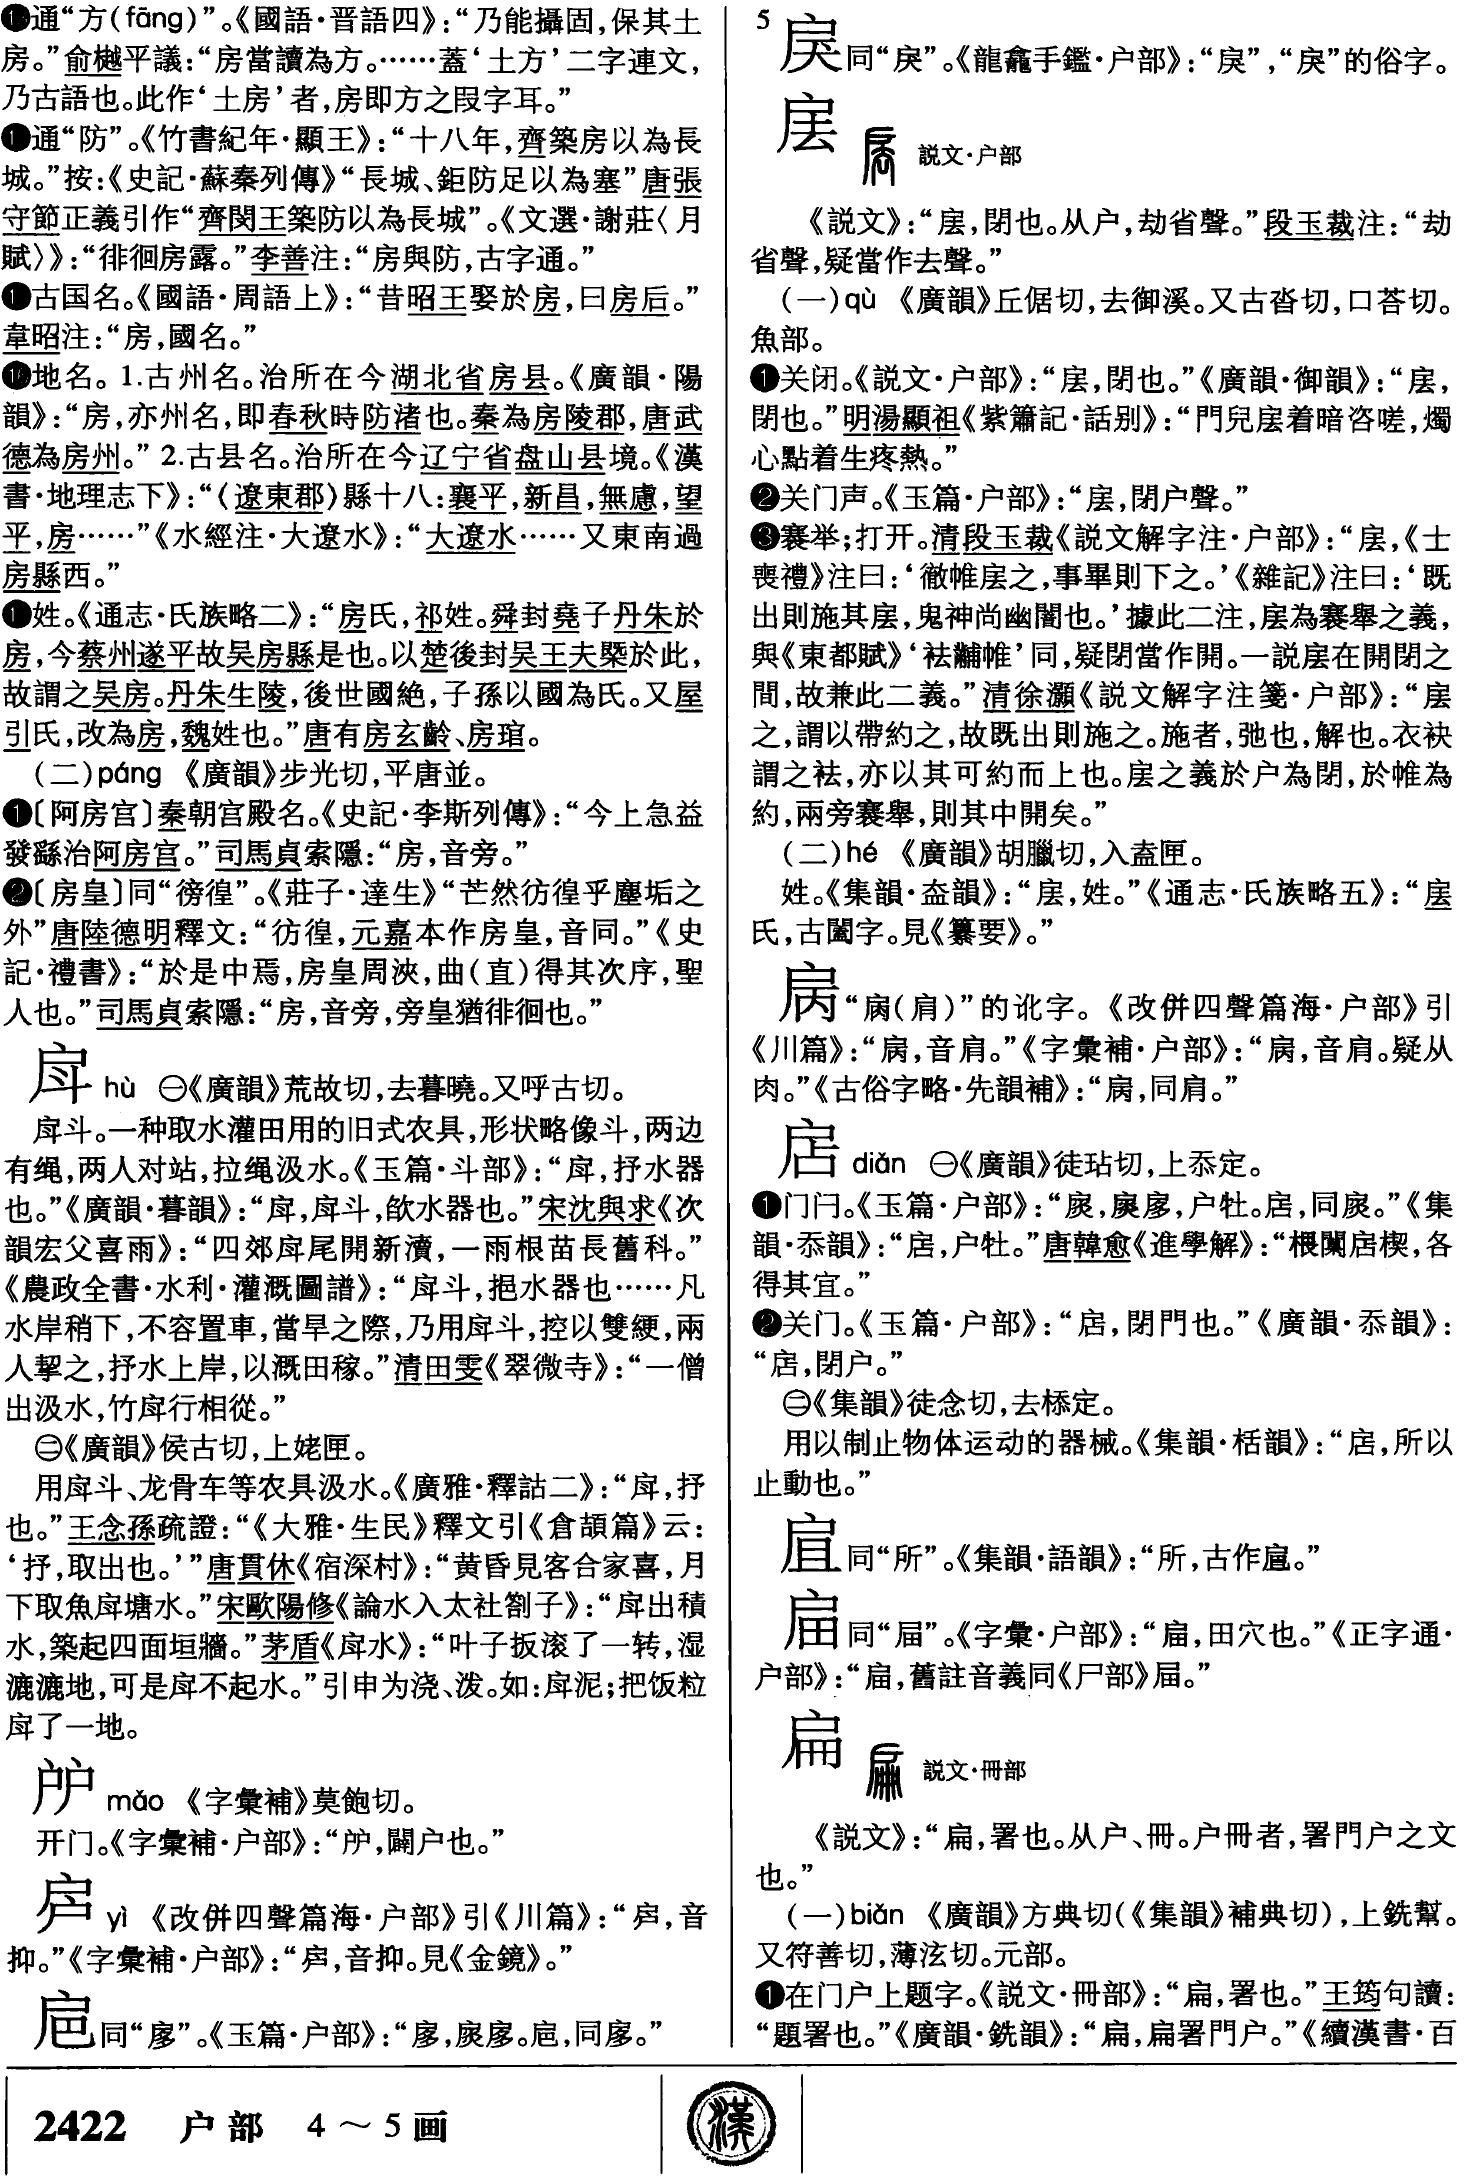 通“方(fāng)”。《國語·晋語四》：“乃能攝固，保其土
房。”俞樾平議：“房當讀為方。……蓋‘土方’二字連文，
乃古語也。此作‘土房’者，房即方之叚字耳。”
通“防”。《竹書紀年·顯王》：“十八年，齊築房以為長
城。”按：《史記·蘇秦列傳》“長城、鉅防足以為塞”唐張
守節正義引作“齊閔王築防以為長城”。《文選·謝莊〈月
賦〉》：“徘徊房露。”李善注：“房與防，古字通。”
古国名。《國語·周語上》：“昔昭王娶於房，曰房后。”
韋昭注：“房，國名。”
地名。1.古州名。治所在今湖北省房县。《廣韻·陽
韻》：“房，亦州名，即春秋時防渚也。秦為房陵郡，唐武
德為房州。”2.古县名。治所在今辽宁省盘山县境。《漢
書·地理志下》：“（遼東郡）縣十八：襄平，新昌，無慮，望
平，房……”《水經注·大遼水》：“大遼水……又東南過
房縣西。”
姓。《通志·氏族略二》：“房氏，祁姓。舜封堯子丹朱於
房，今蔡州遂平故吴房縣是也。以楚後封吴王夫槩於此，
故謂之吴房。丹朱生陵，後世國絶，子孫以國為氏。又屋
引氏，改為房，魏姓也。”唐有房玄齡、房琯。
（二）páng 《廣韻》步光切，平唐並。
❶〔阿房宫〕秦朝宫殿名。《史記·李斯列傳》：“今上急益
發繇治阿房宫。”司馬貞索隱：“房，音旁。”
❷〔房皇〕同“徬徨”。《莊子·達生》“芒然彷徨乎塵垢之
外”唐陸德明釋文：“彷徨，元嘉本作房皇，音同。”《史
記·禮書》：“於是中焉，房皇周浹，曲（直）得其次序，聖
人也。”司馬貞索隱：“房，音旁，旁皇猶徘徊也。”
戽 hù ㊀《廣韻》荒故切，去暮曉。又呼古切。
戽斗。一种取水灌田用的旧式农具，形状略像斗，两边
有绳，两人对站，拉绳汲水。《玉篇·斗部》：“戽，抒水器
也。”《廣韻·暮韻》：“戽，戽斗，㪺水器也。”宋沈與求《次
韻宏父喜雨》：“四郊戽尾開新瀆，一雨根苗長舊科。”
《農政全書·水利·灌溉圖譜》：“戽斗，挹水器也……凡
水岸稍下，不容置車，當旱之際，乃用戽斗，控以雙綆，兩
人挈之，抒水上岸，以溉田稼。”清田雯《翠微寺》：“一僧
出汲水，竹戽行相從。”
㊁《廣韻》侯古切，上姥匣。
用戽斗、龙骨车等农具汲水。《廣雅·釋詁二》：“戽，抒
也。”王念孫疏證：“《大雅·生民》釋文引《倉頡篇》云：
‘抒，取出也。’”唐貫休《宿深村》：“黄昏見客合家喜，月
下取魚戽塘水。”宋歐陽修《論水入太社劄子》：“戽出積
水，築起四面垣牆。”茅盾《戽水》：“叶子扳滚了一转，湿
漉漉地，可是戽不起水。”引申为浇、泼。如：戽泥；把饭粒
戽了一地。
mǎo 《字彙補》莫飽切。
开门。《字彙補·户部》：“，闢户也。”
yì 《改併四聲篇海·户部》引《川篇》：“，音
抑。”《字彙補·户部》：“，音抑。見《金鏡》。”
戺同“扅”。《玉篇·户部》：“扅，扊扅。戺，同扅。”
5
戾同“戾”。《龍龕手鑑·户部》：“”，“戾”的俗字。
扂 説文·户部
《説文》：“㕎，閉也。从户，劫省聲。”段玉裁注：“劫
省聲，疑當作去聲。”
（一）qù 《廣韻》丘倨切，去御溪。又古沓切，口荅切。
魚部。
❶关闭。《説文·户部》：“㕎，閉也。”《廣韻·御韻》：“㕎，
閉也。”明湯顯祖《紫簫記·話别》：“門兒㕎着暗咨嗟，燭
心點着生疼熱。”
❷关门声。《玉篇·户部》：“㕎，閉户聲。”
❸褰举；打开。清段玉裁《説文解字注·户部》：“㕎，《士
喪禮》注曰：‘徹帷㕎之，事畢則下之。’《雜記》注曰：‘既
出則施其㕎，鬼神尚幽闇也。’據此二注，㕎為褰舉之義，
與《東都賦》‘袪黼帷’同，疑閉當作開。一説㕎在開閉之
間，故兼此二義。”清徐灝《説文解字注箋·户部》：“㕎
之，謂以帶約之，故既出則施之。施者，弛也，解也。衣袂
謂之袪，亦以其可約而上也。㕎之義於户為閉，於帷為
約，兩旁褰舉，則其中開矣。”
（二）hé 《廣韻》胡臘切，入盍匣。
姓。《集韻·盍韻》：“㕎，姓。”《通志·氏族略五》：“㕎
氏，古闔字。見《纂要》。”
“（肩）”的讹字。《改併四聲篇海·户部》引
《川篇》：“，音肩。”《字彙補·户部》：“，音肩。疑从
肉。”《古俗字略·先韻補》：“，同肩。”
扂 diǎn ㊀《廣韻》徒玷切，上忝定。
❶门闩。《玉篇·户部》：“扊，扊扅，户牡。扂，同扊。”《集
韻·忝韻》：“扂，户牡。”唐韓愈《進學解》：“椳闑扂楔，各
得其宜。”
❷关门。《玉篇·户部》：“扂，閉門也。”《廣韻·忝韻》：
“扂，閉户。”
㊁《集韻》徒念切，去㮇定。
用以制止物体运动的器械。《集韻·栝韻》：“扂，所以
止動也。”
同“所”。《集韻·語韻》：“所，古作。”
同“届”。《字彙·户部》：“，田穴也。”《正字通·
户部》：“，舊註音義同《尸部》届。”
扁 説文·冊部
《説文》：“扁，署也。从户、冊。户冊者，署門户之文
也。”
（一）biǎn 《廣韻》方典切（《集韻》補典切），上銑幫。
又符善切，薄泫切。元部。
❶在门户上题字。《説文·冊部》：“扁，署也。”王筠句讀：
“題署也。”《廣韻·銑韻》：“扁，扁署門户。”《續漢書·百
2422 户部 4～5画
漢